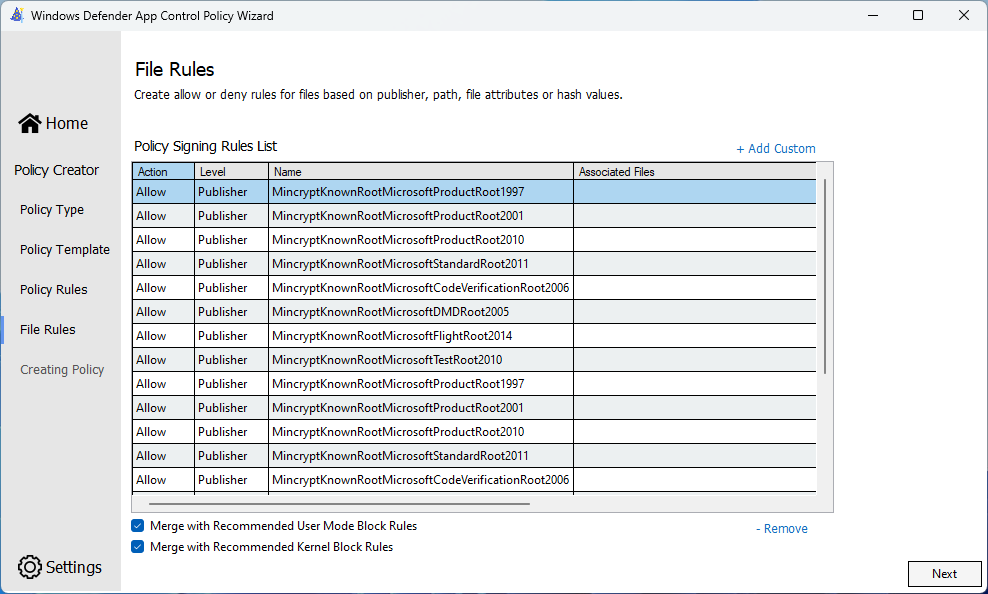 Windows Defender App Control Policy Wizard
File Rules
Create allow or deny rules for files based on publisher, path, file attributes or hash values.
Home
Policy Creator
Policy Type
Policy Template
Policy Rules
File Rules
Creating Policy
Settings
Policy Signing Rules List
+ Add Custom
Action Level Name Associated Files
Allow Publisher MincryptKnownRootMicrosoftProductRoot1997
Allow Publisher MincryptKnownRootMicrosoftProductRoot2001
Allow Publisher MincryptKnownRootMicrosoftProductRoot2010
Allow Publisher MincryptKnownRootMicrosoftStandardRoot2011
Allow Publisher MincryptKnownRootMicrosoftCodeVerificationRoot2006
Allow Publisher MincryptKnownRootMicrosoftDMDRoot2005
Allow Publisher MincryptKnownRootMicrosoftFlightRoot2014
Allow Publisher MincryptKnownRootMicrosoftTestRoot2010
Allow Publisher MincryptKnownRootMicrosoftProductRoot1997
Allow Publisher MincryptKnownRootMicrosoftProductRoot2001
Allow Publisher MincryptKnownRootMicrosoftProductRoot2010
Allow Publisher MincryptKnownRootMicrosoftStandardRoot2011
Allow Publisher MincryptKnownRootMicrosoftCodeVerificationRoot2006
Merge with Recommended User Mode Block Rules
- Remove
Merge with Recommended Kernel Block Rules
Next